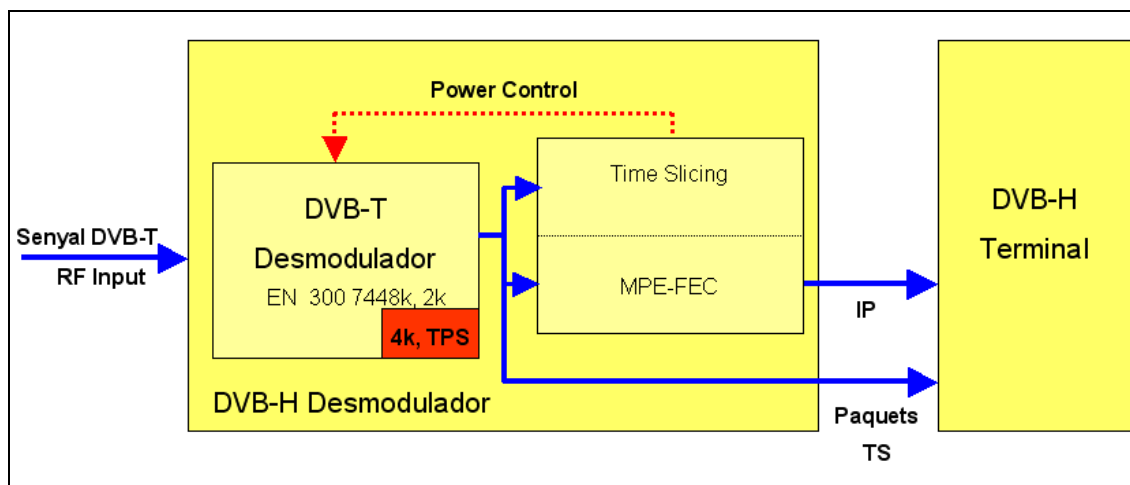 Power Control
Time Slicing
DVB-T
Desmodulador
EN 300 7448k, 2k
4k, TPS
MPE-FEC
DVB-H
Terminal
Senyal DVB-T
RF Input
IP
DVB-H Desmodulador
Paquets
TS